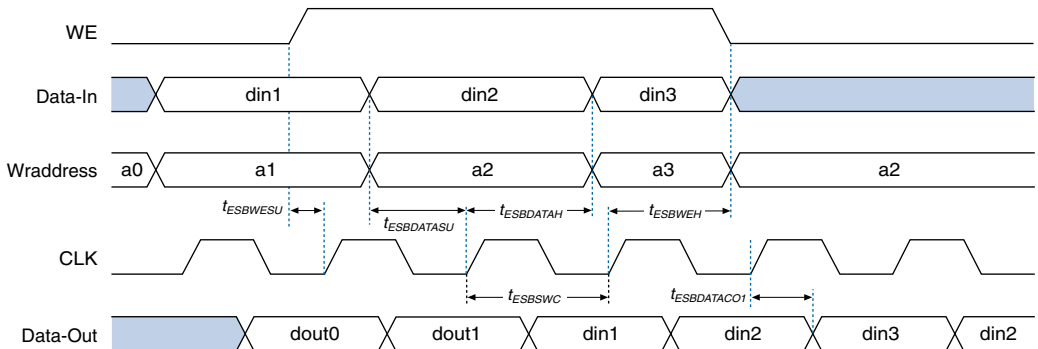 WE
Data-In din1 din2 din3
Wraddress a0 a1 a2 a3 a2
tESBWESU tESBDATASU tESBDATAH tESBWEH
CLK
tESBSWC tESBDATACO1
Data-Out dout0 dout1 din1 din2 din3 din2